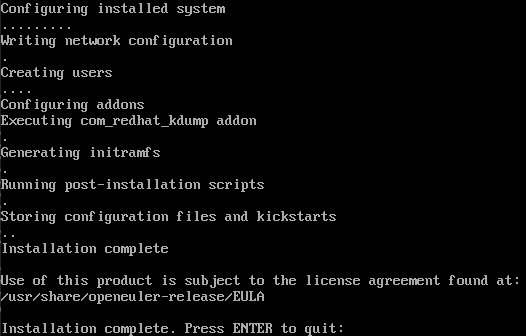 Configuring installed system
.........
Writing network configuration
.
Creating users
....
Configuring addons
Executing com_redhat_kdump addon
.
Generating initramfs
.
Running post-installation scripts
.
Storing configuration files and kickstarts
..
Installation complete
Use of this product is subject to the license agreement found at:
/usr/share/openeuler-release/EULA
Installation complete. Press ENTER to quit: